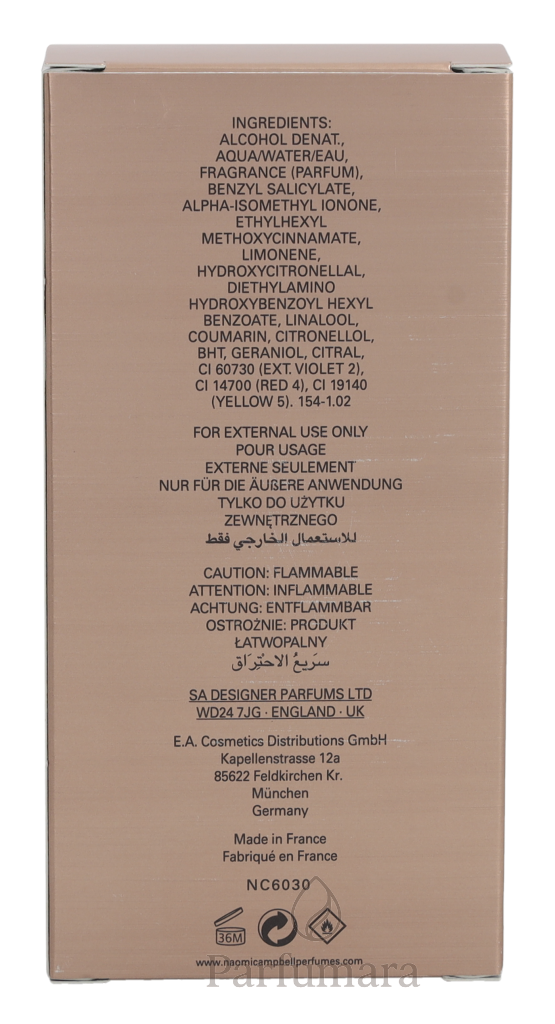 INGREDIENTS:
ALCOHOL DENAT.,
AQUA/WATER/EAU,
FRAGRANCE (PARFUM),
BENZYL SALICYLATE,
ALPHA-ISOMETHYL IONONE,
ETHYLHEXYL
METHOXYCINNAMATE,
LIMONENE,
HYDROXYCITRONELLAL,
DIETHYLAMINO
HYDROXYBENZOYL HEXYL
BENZOATE, LINALOOL,
COUMARIN, CITRONELLOL,
BHT, GERANIOL, CITRAL,
CI 60730 (EXT. VIOLET 2),
CI 14700 (RED 4), CI 19140
(YELLOW 5). 154-1.02
FOR EXTERNAL USE ONLY
POUR USAGE
EXTERNE SEULEMENT
NUR FÜR DIE ÄUßERE ANWENDUNG
TYLKO DO UŻYTKU
ZEWNĘTRZNEGO
للاستعمال الخارجي فقط
CAUTION: FLAMMABLE
ATTENTION: INFLAMMABLE
ACHTUNG: ENTFLAMMBAR
OSTROŻNIE: PRODUKT
ŁATWOPALNY
سَريعُ الاحْتِرَاق
SA DESIGNER PARFUMS LTD
WD24 7JG · ENGLAND · UK
E.A. Cosmetics Distributions GmbH
Kapellenstrasse 12a
85622 Feldkirchen Kr.
München
Germany
Made in France
Fabriqué en France
NC6030
36M
www.naomicampbellperfumes.com
Parfumara